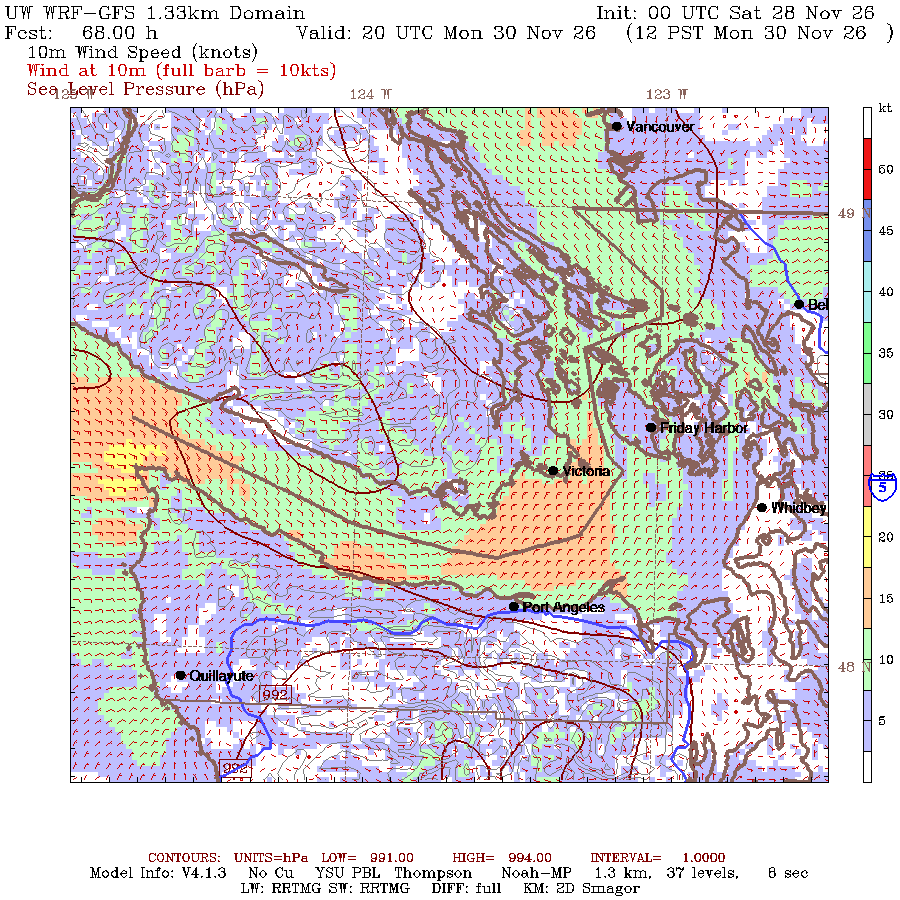 UW WRF-GFS 1.33km Domain Init: 00 UTC Sat 28 Nov 26
Fcst: 68.00 h Valid: 20 UTC Mon 30 Nov 26 (12 PST Mon 30 Nov 26 )
10m Wind Speed (knots)
Wind at 10m (full barb = 10kts)
Sea Level Pressure (hPa)
124 W 123 W
kt
Vancouver
60
49 N
45
40
Bel
35
30
Friday Harbor
Victoria
25
5
Whidbey
20
15
Port Angeles
10
48 N
Quillayute
992
5
992
CONTOURS: UNITS=hPa LOW= 991.00 HIGH= 994.00 INTERVAL= 1.0000
Model Info: V4.1.3 No Cu YSU PBL Thompson Noah-MP 1.3 km, 37 levels, 8 sec
LW: RRTMG SW: RRTMG DIFF: full KM: 2D Smagor